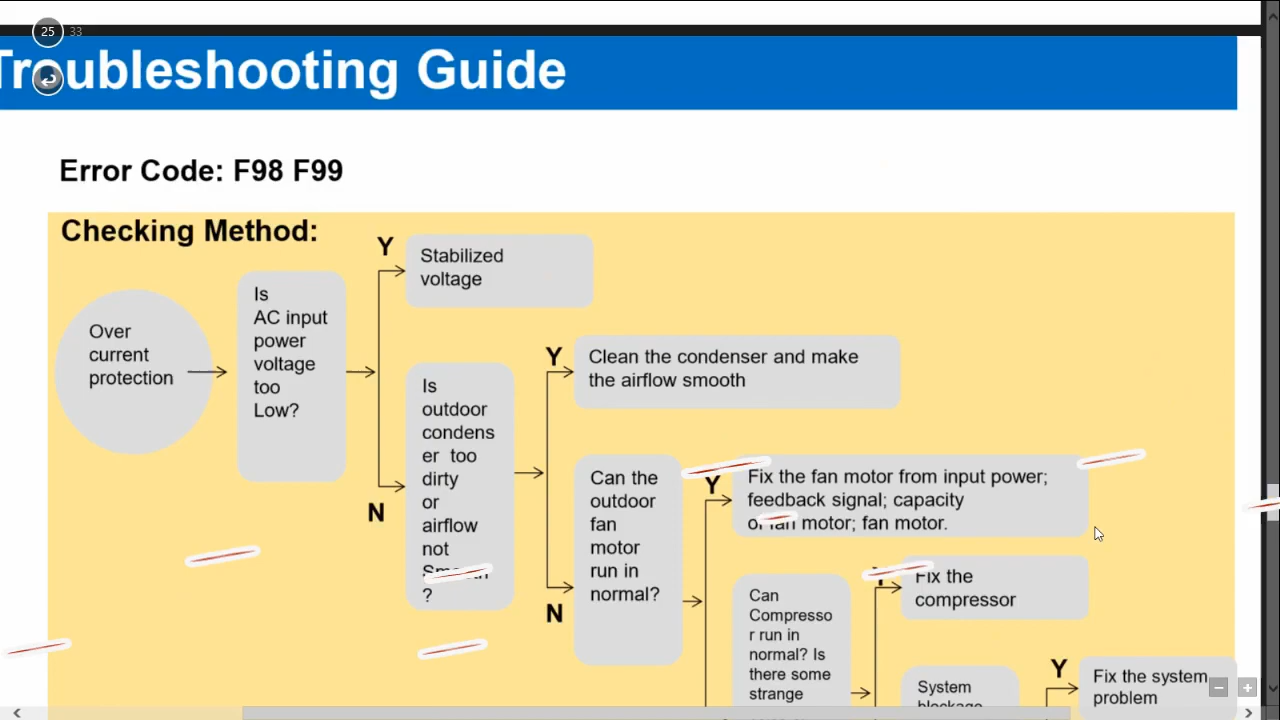 25 33
Troubleshooting Guide
Error Code: F98 F99
Checking Method:
Over
current
protection
Is
AC input
power
voltage
too
Low?
Y
Stabilized
voltage
N
Is
outdoor
condens
er too
dirty
or
airflow
not
Smooth
?
Y
Clean the condenser and make
the airflow smooth
N
Can the
outdoor
fan
motor
run in
normal?
Y
Fix the fan motor from input power;
feedback signal; capacity
of fan motor; fan motor.
Can
Compresso
r run in
normal? Is
there some
strange
Y
Fix the
compressor
System
blockage
Y
Fix the system
problem